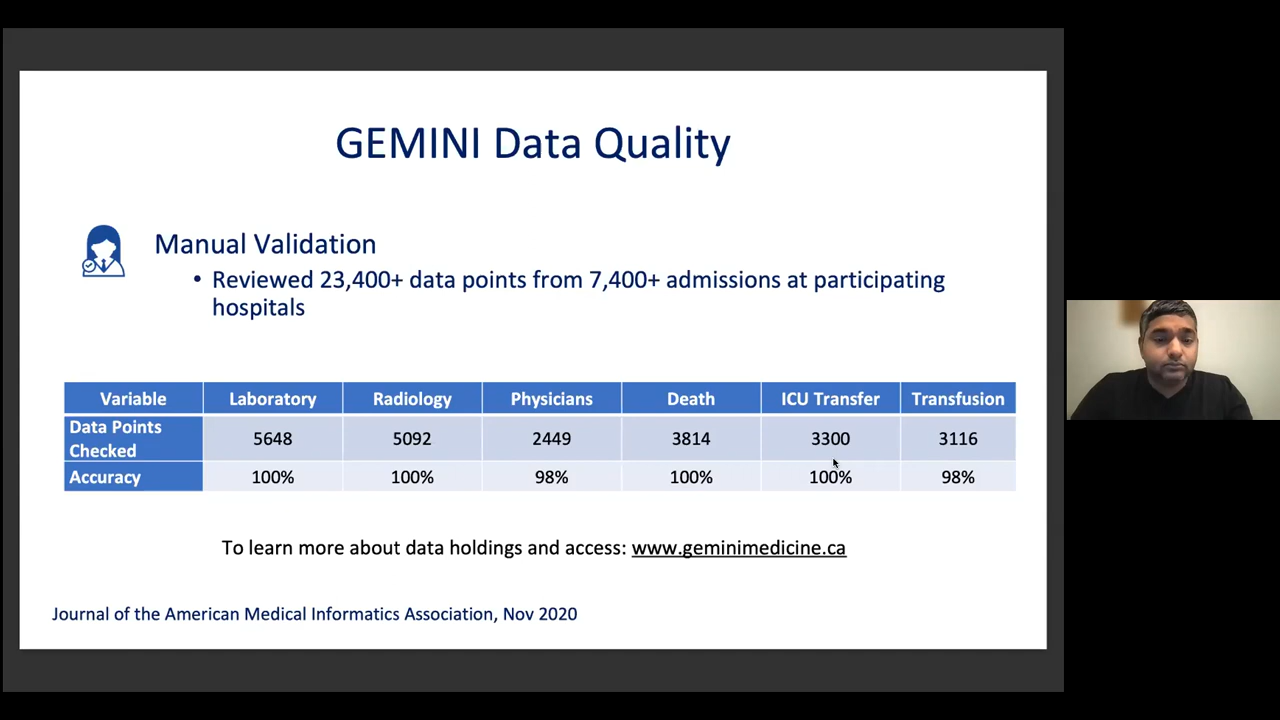 GEMINI Data Quality
Manual Validation
• Reviewed 23,400+ data points from 7,400+ admissions at participating
hospitals
Variable Laboratory Radiology Physicians Death ICU Transfer Transfusion
Data Points Checked 5648 5092 2449 3814 3300 3116
Accuracy 100% 100% 98% 100% 100% 98%
To learn more about data holdings and access: www.geminimedicine.ca
Journal of the American Medical Informatics Association, Nov 2020